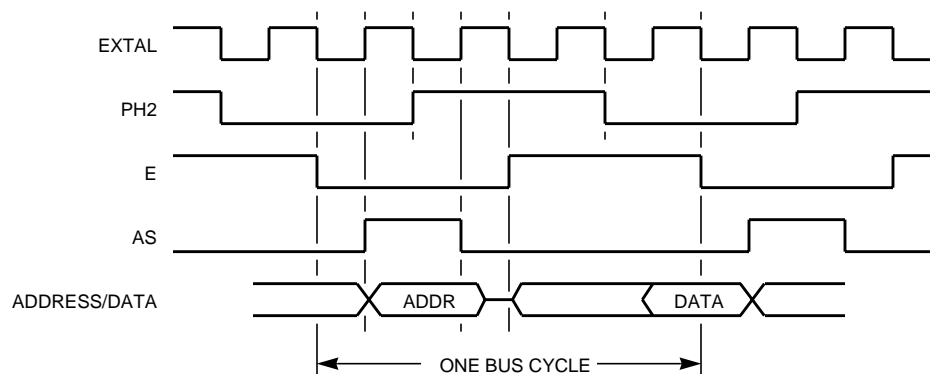 EXTAL
PH2
E
AS
ADDRESS/DATA
ADDR
DATA
ONE BUS CYCLE